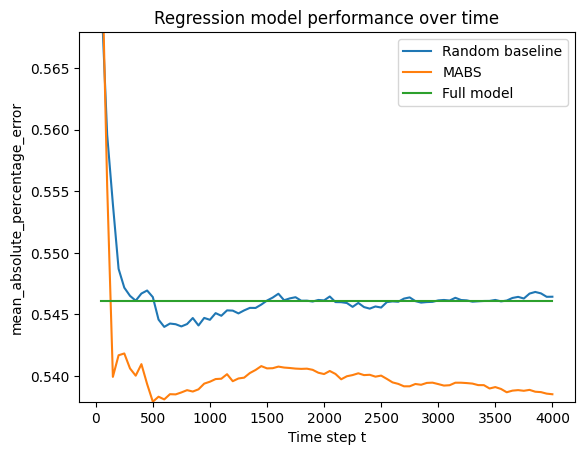 Regression model performance over time
Random baseline
MABS
Full model
mean_absolute_percentage_error
0.565
0.560
0.555
0.550
0.545
0.540
0
500
1000
1500
2000
2500
3000
3500
4000
Time step t